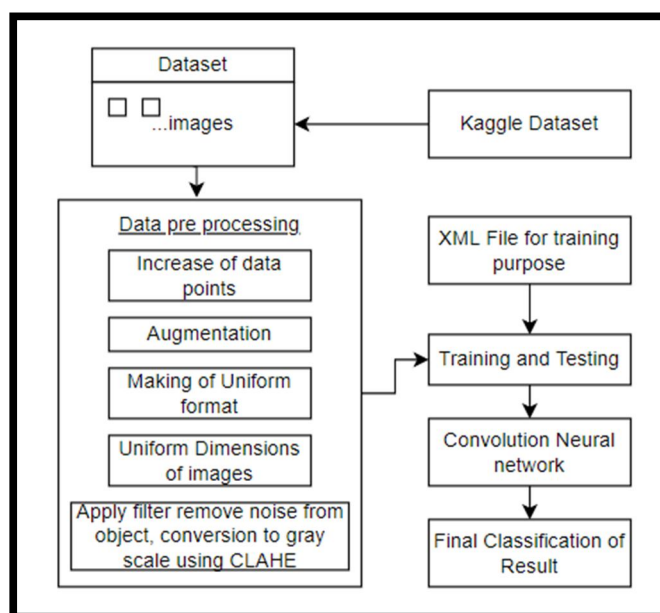 Dataset
...images
Kaggle Dataset
Data pre processing
Increase of data
points
Augmentation
Making of Uniform
format
Uniform Dimensions
of images
Apply filter remove noise from
object, conversion to gray
scale using CLAHE
XML File for training
purpose
Training and Testing
Convolution Neural
network
Final Classification of
Result